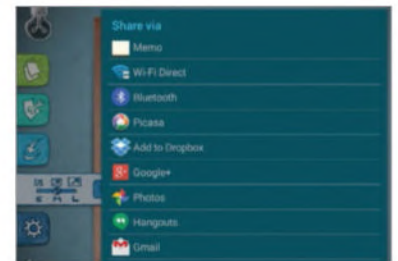 Share via
Memo
Wi-Fi Direct
Bluetooth
Picasa
Add to Dropbox
Google+
Photos
Hangouts
Gmail
S M L